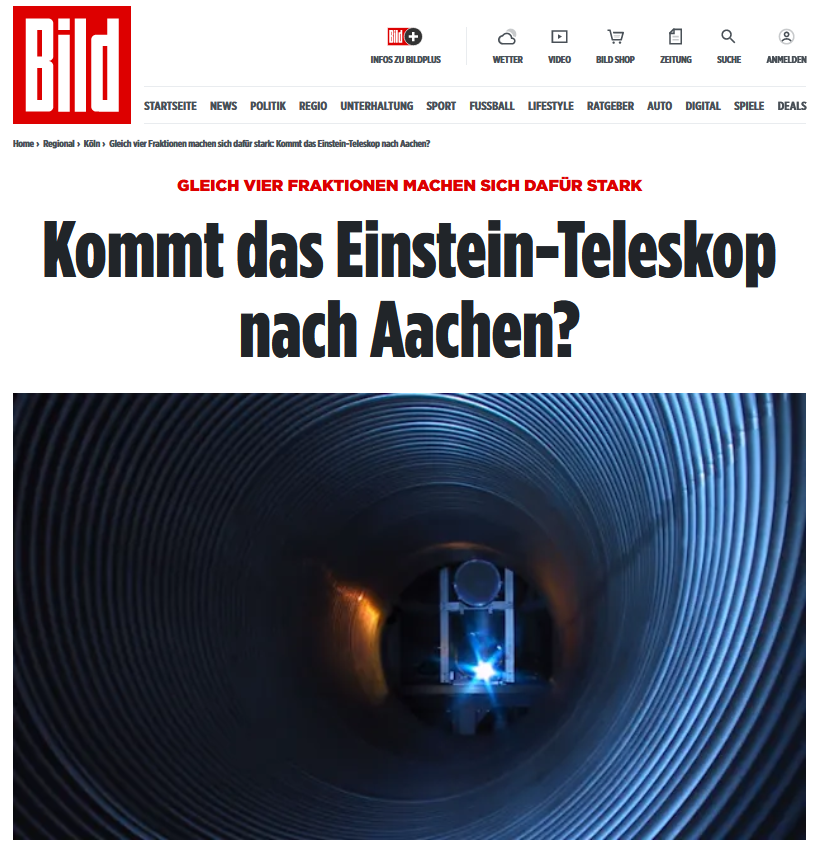 Bild
Bild +
INFOS ZU BILDPLUS
WETTER
VIDEO
BILD SHOP
ZEITUNG
SUCHE
ANMELDEN
STARTSEITE NEWS POLITIK REGIO UNTERHALTUNG SPORT FUSSBALL LIFESTYLE RATGEBER AUTO DIGITAL SPIELE DEALS
Home › Regional › Köln › Gleich vier Fraktionen machen sich dafür stark: Kommt das Einstein-Teleskop nach Aachen?
GLEICH VIER FRAKTIONEN MACHEN SICH DAFÜR STARK
Kommt das Einstein-Teleskop
nach Aachen?